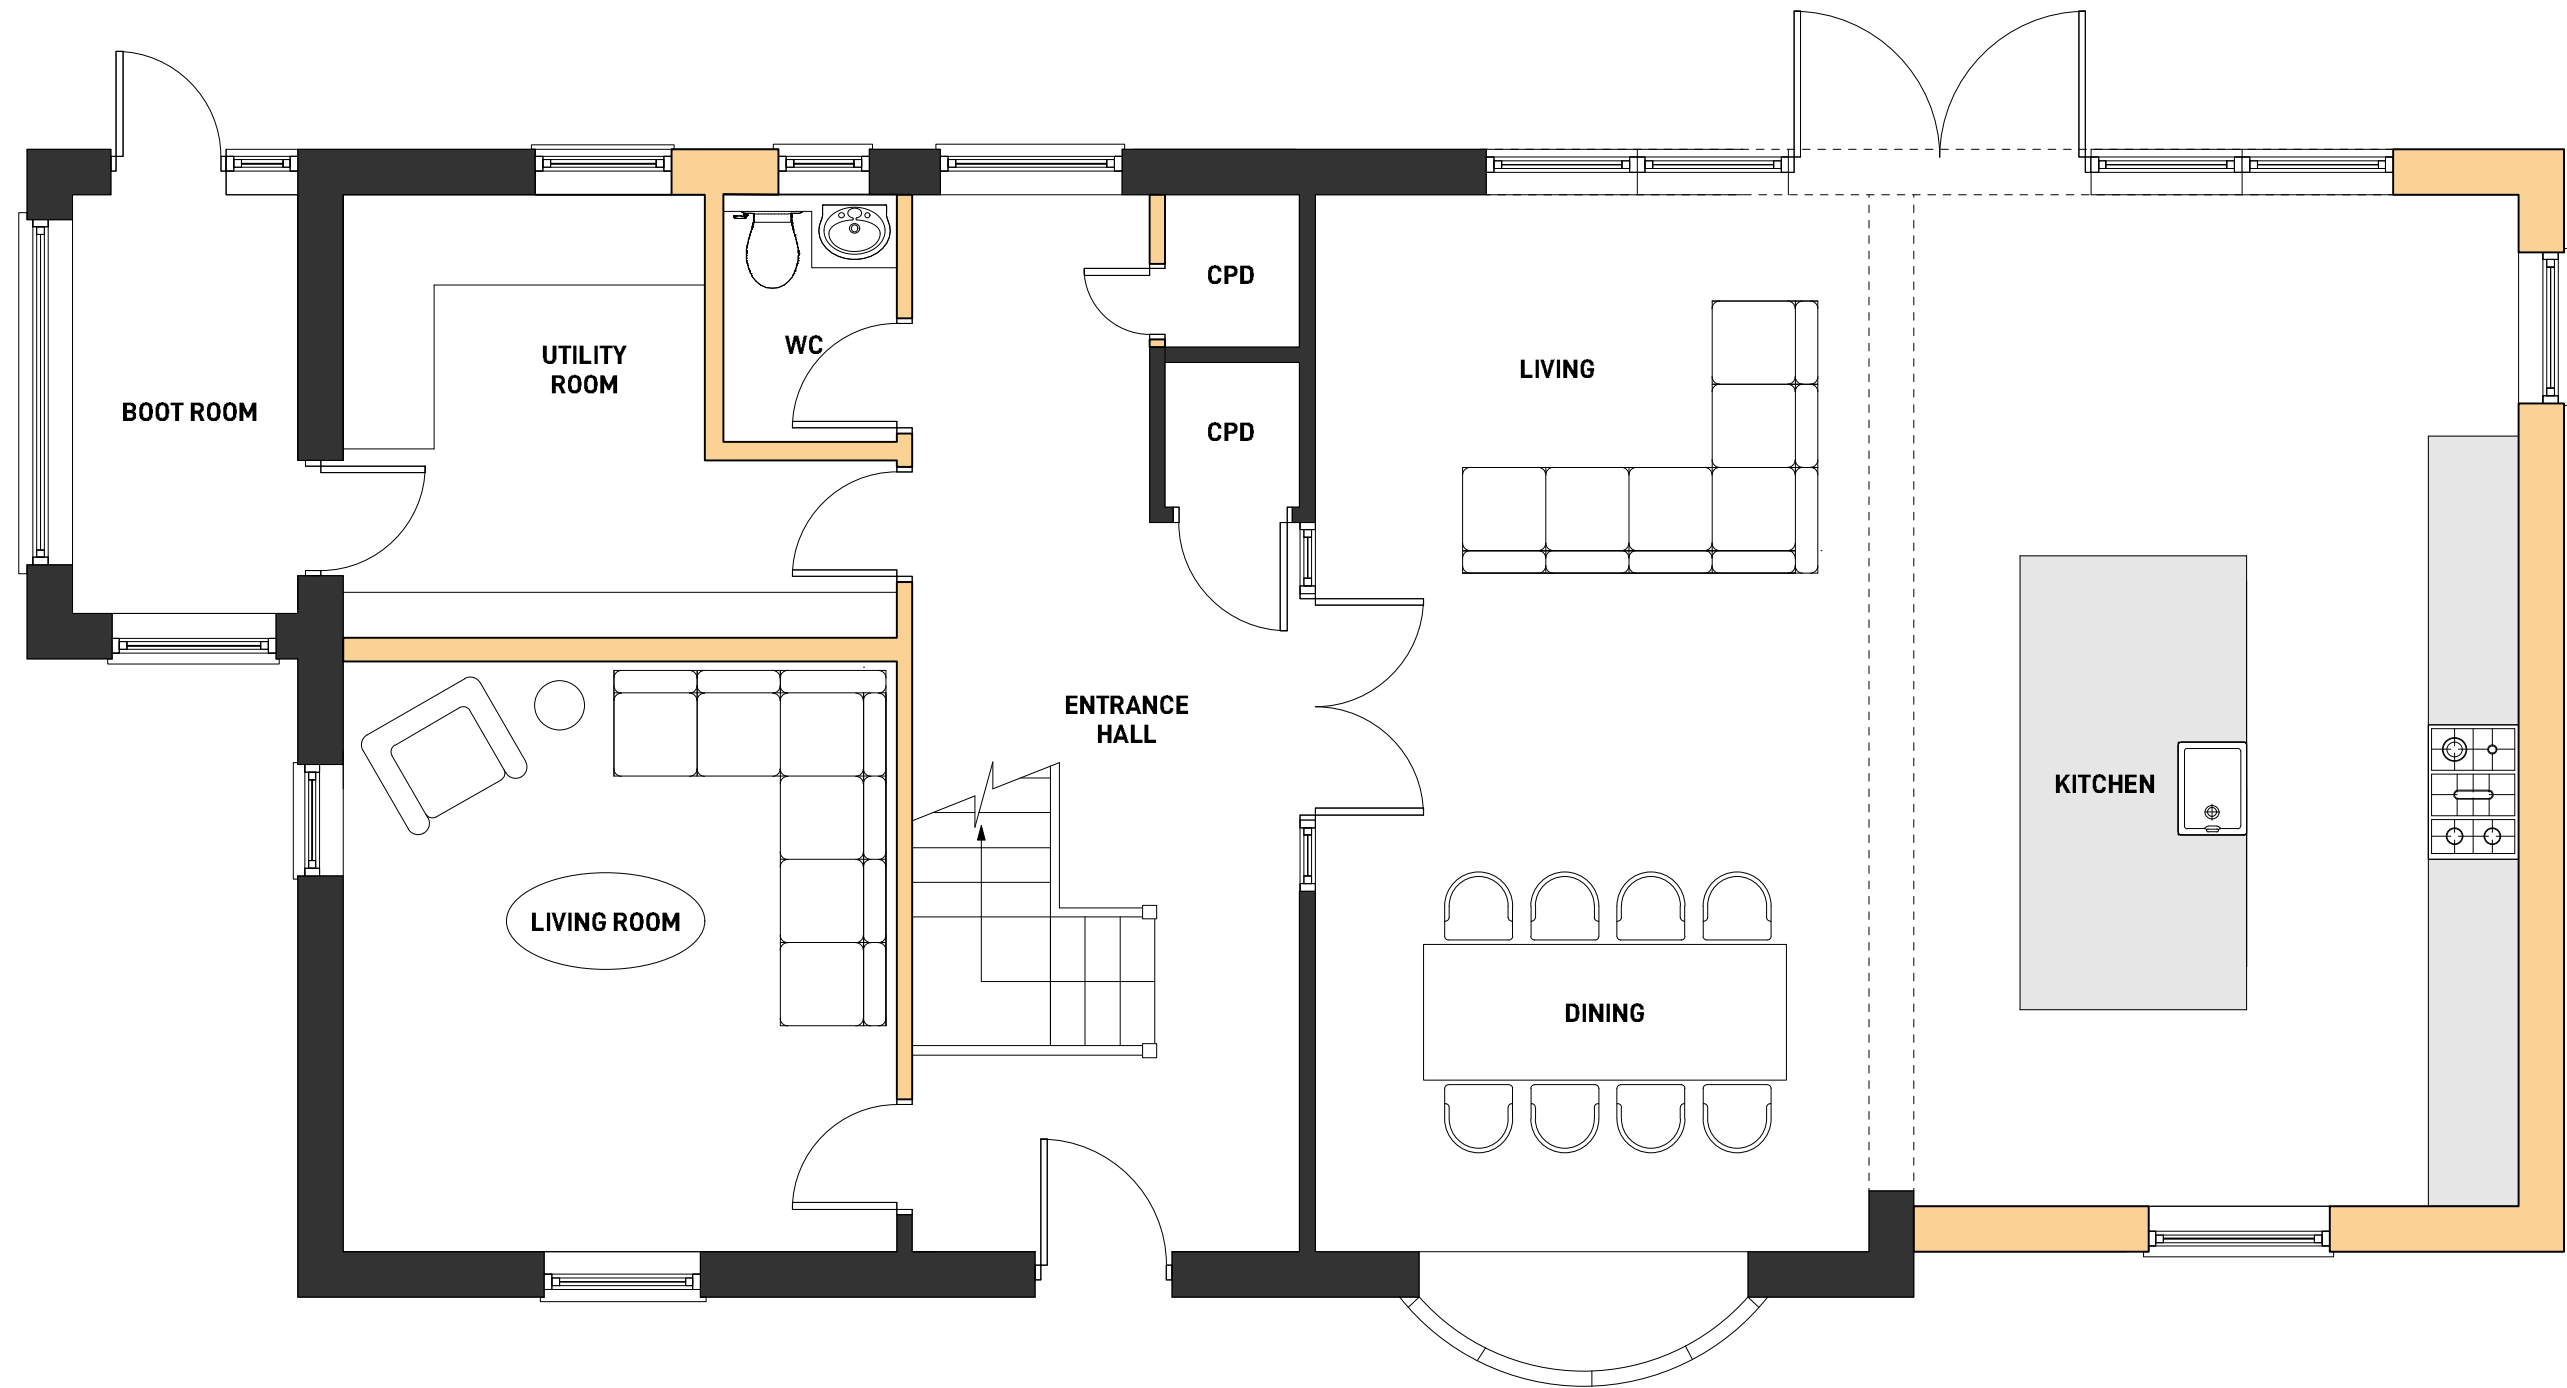 BOOT ROOM
UTILITY
ROOM
WC
CPD
CPD
LIVING
ENTRANCE
HALL
KITCHEN
LIVING ROOM
DINING